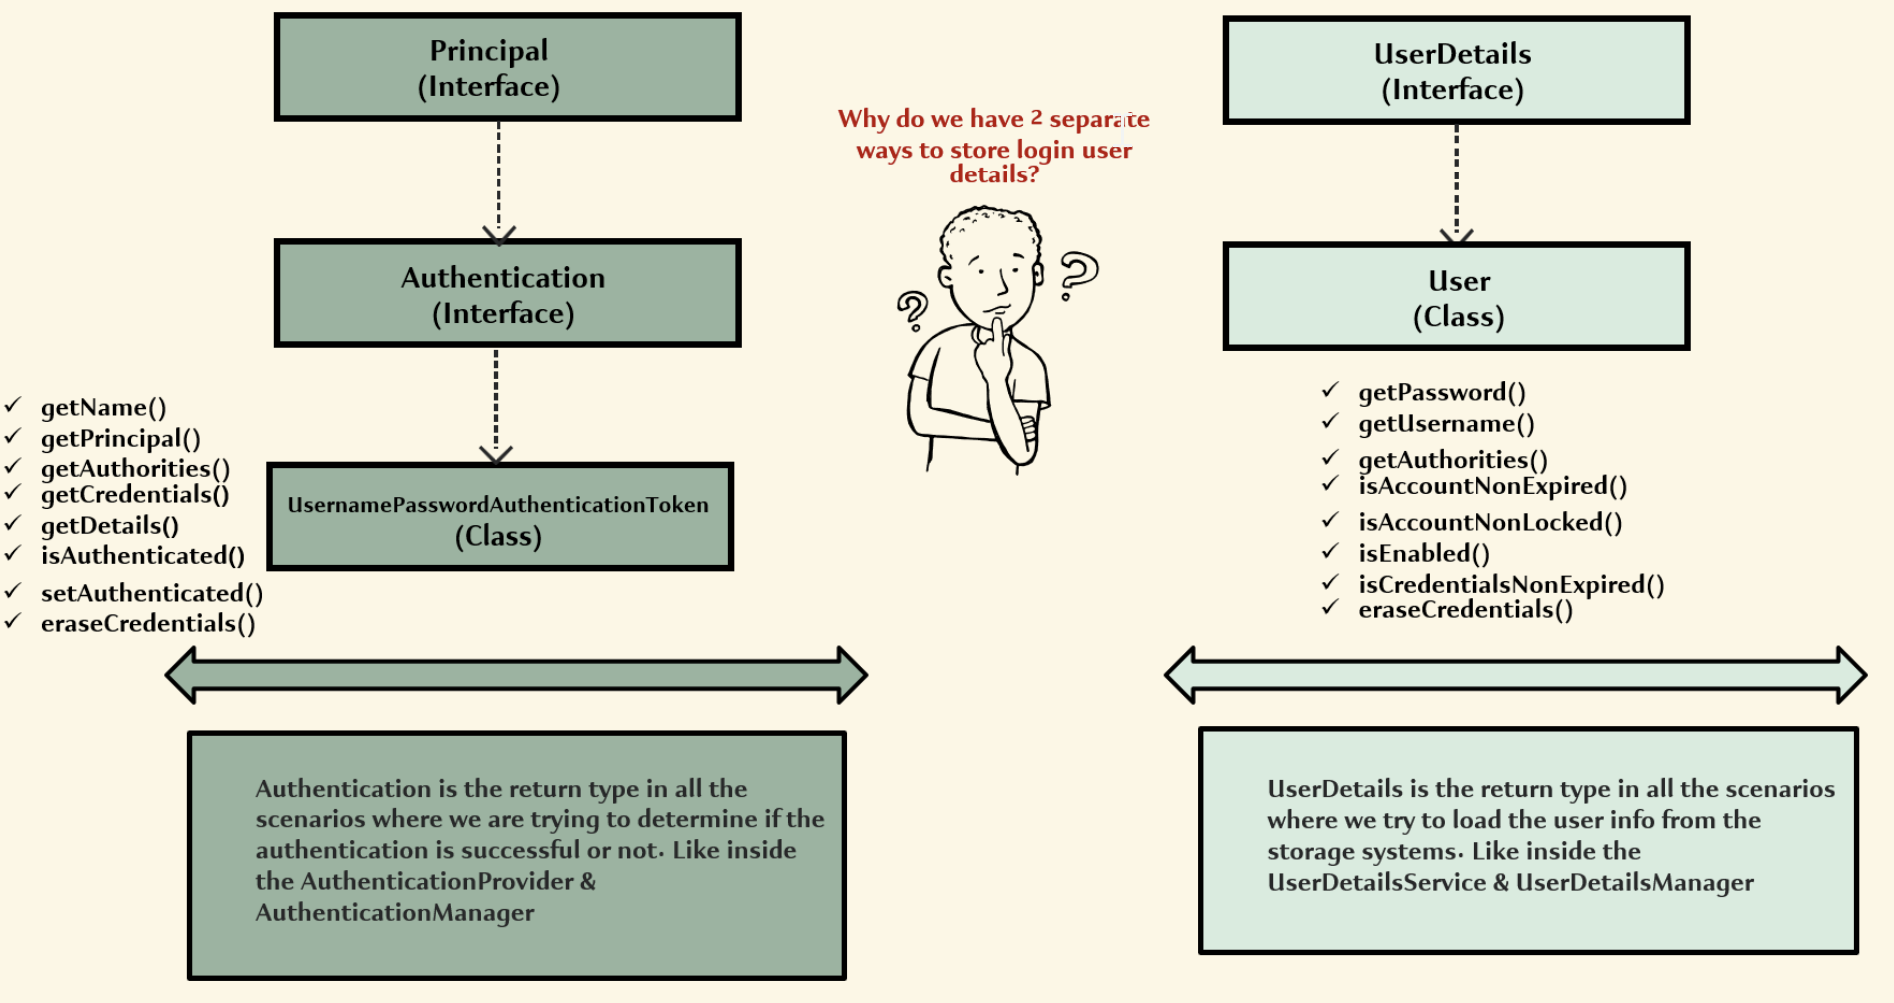 Principal
(Interface)
Authentication
(Interface)
getName()
getPrincipal()
getAuthorities()
getCredentials()
getDetails()
isAuthenticated()
setAuthenticated()
eraseCredentials()
UsernamePasswordAuthenticationToken
(Class)
Authentication is the return type in all the
scenarios where we are trying to determine if the
authentication is successful or not. Like inside
the AuthenticationProvider &
AuthenticationManager
Why do we have 2 separate
ways to store login user
details?
?
?
UserDetails
(Interface)
User
(Class)
getPassword()
getUsername()
getAuthorities()
isAccountNonExpired()
isAccountNonLocked()
isEnabled()
isCredentialsNonExpired()
eraseCredentials()
UserDetails is the return type in all the scenarios
where we try to load the user info from the
storage systems. Like inside the
UserDetailsService & UserDetailsManager